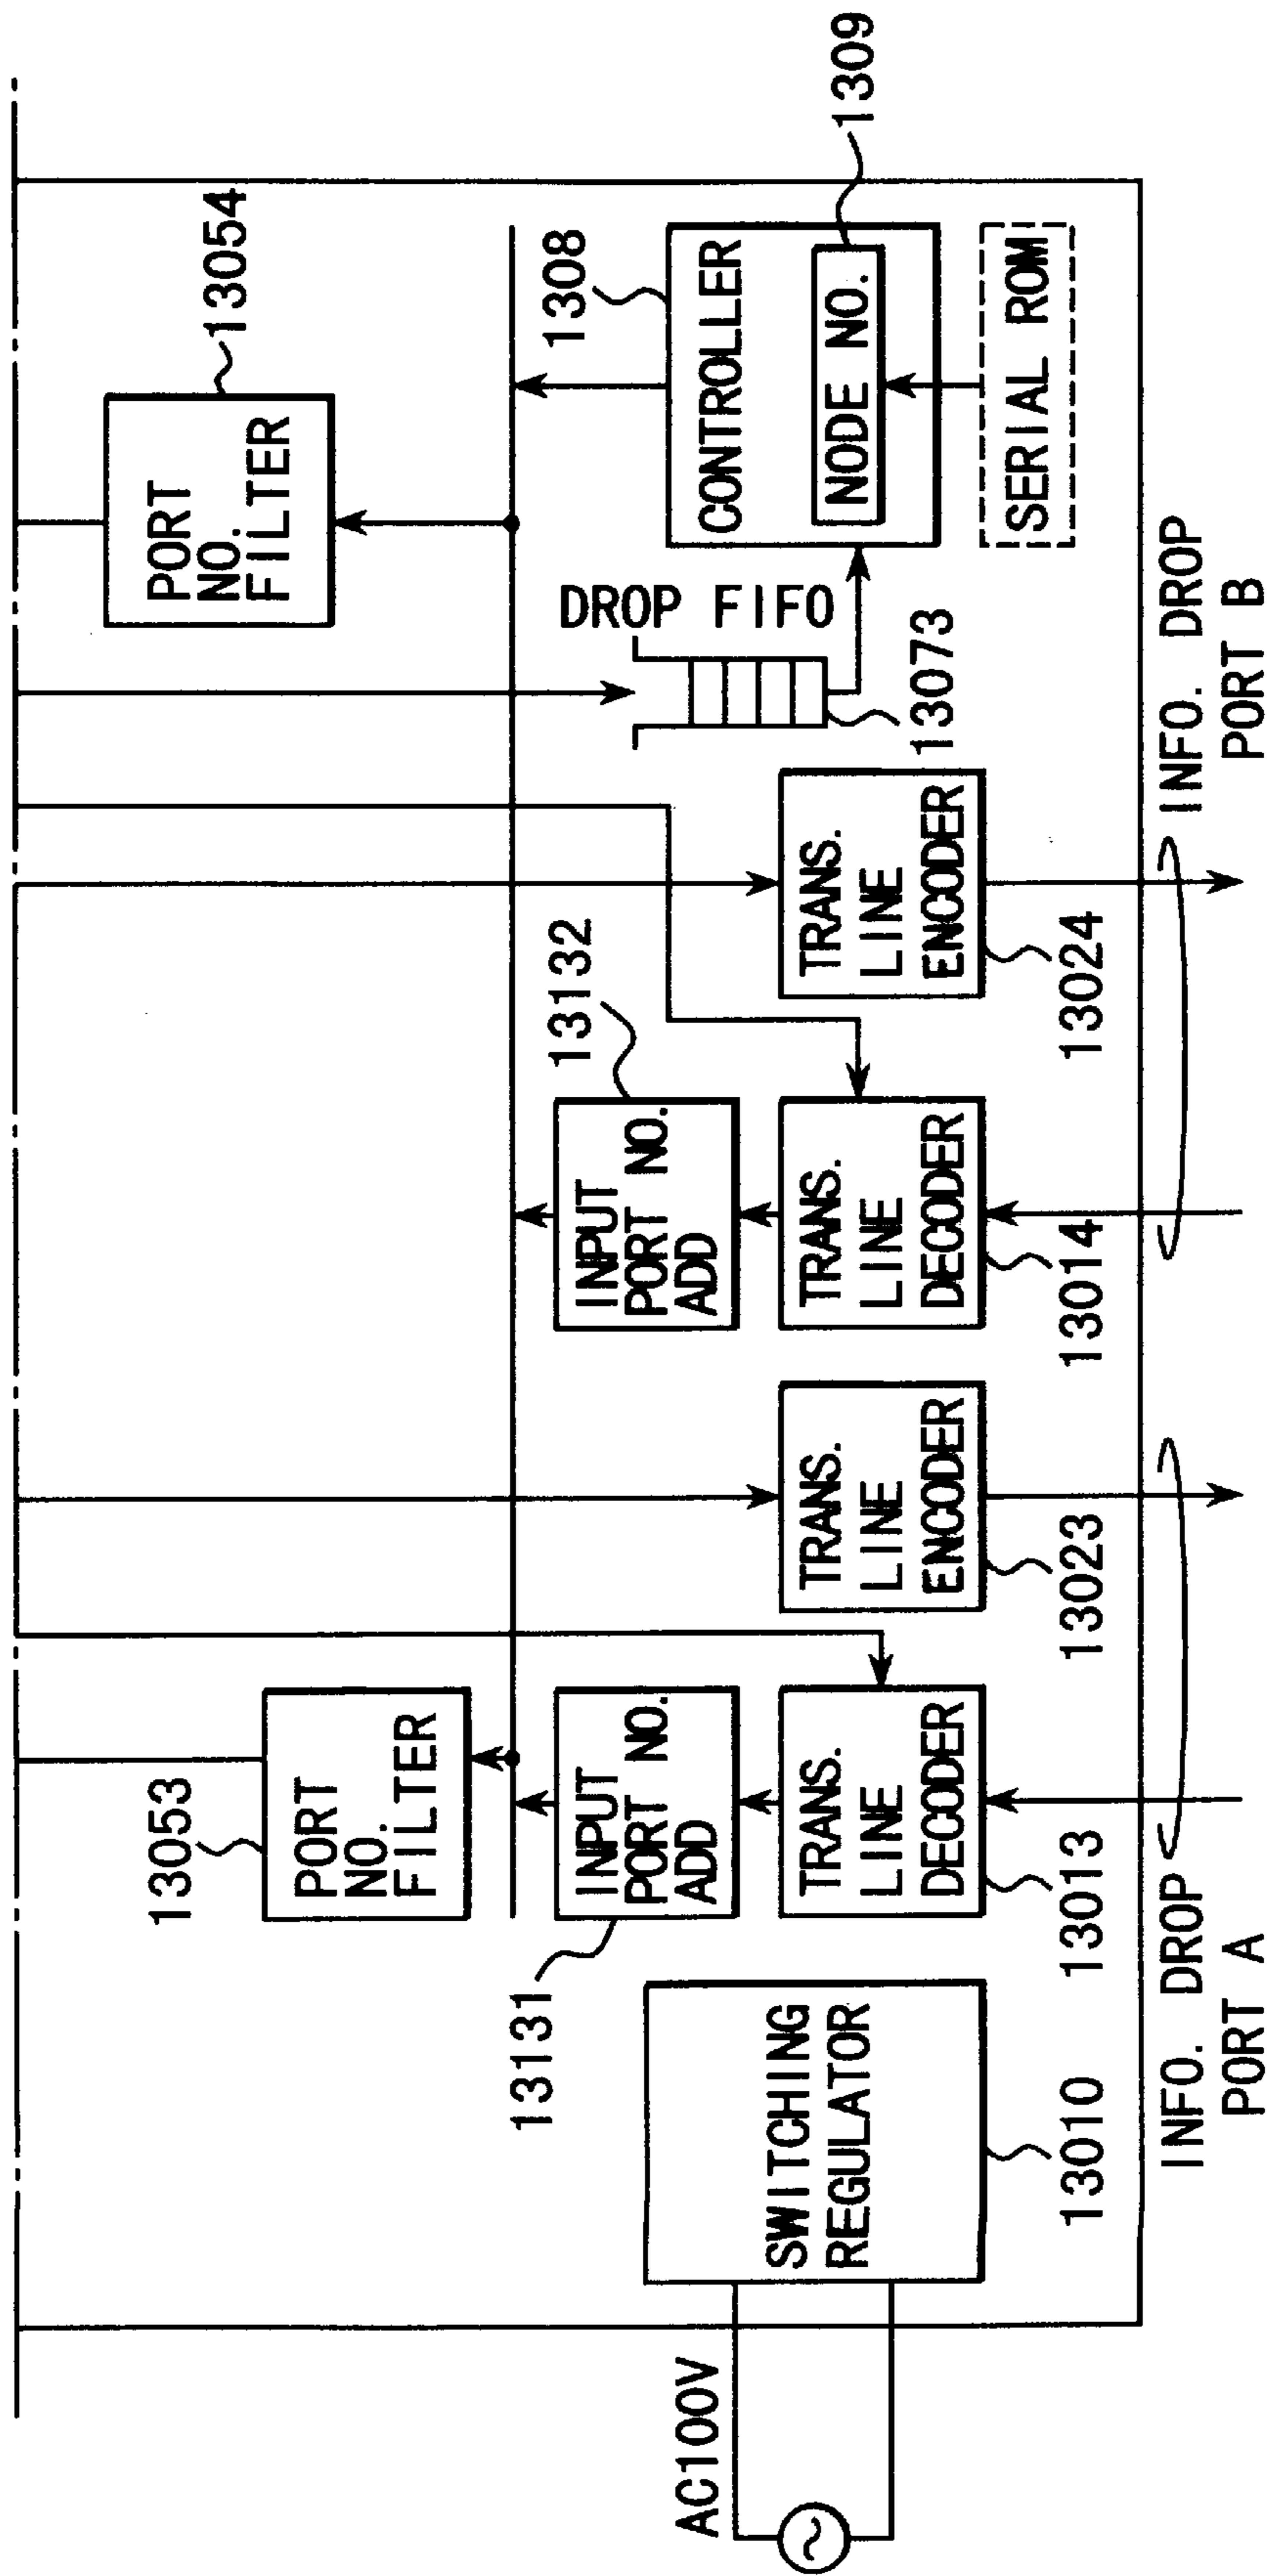 13054
PORT
NO.
FILTER
13053
PORT
NO.
FILTER
1308
CONTROLLER
NODE NO.
1309
SERIAL ROM
DROP FIFO
13073
13132
INPUT
PORT NO.
ADD
13131
INPUT
PORT NO.
ADD
TRANS.
LINE
ENCODER
13024
TRANS.
LINE
DECODER
13014
TRANS.
LINE
ENCODER
13023
TRANS.
LINE
DECODER
13013
SWITCHING
REGULATOR
13010
AC100V
INFO. DROP
PORT A
INFO. DROP
PORT B